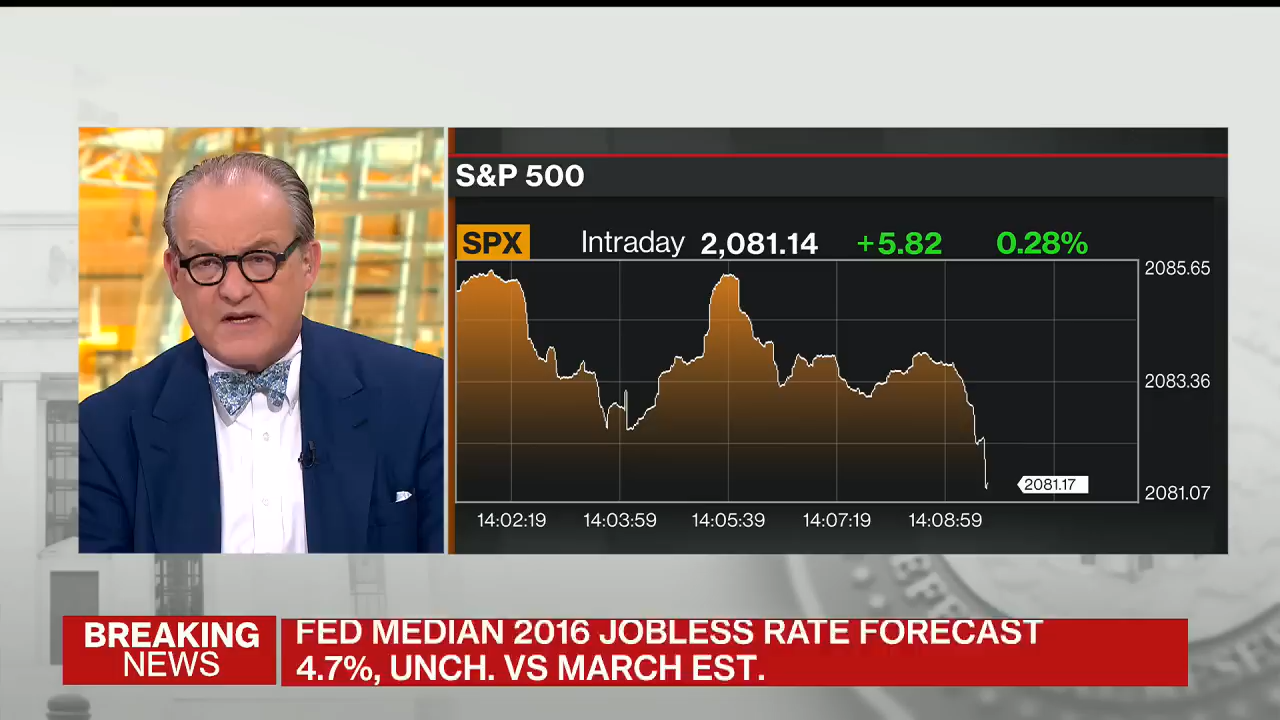 S&P 500
SPX Intraday 2,081.14 +5.82 0.28%
2085.65
2083.36
2081.17
2081.07
14:02:19 14:03:59 14:05:39 14:07:19 14:08:59
BREAKING
NEWS
FED MEDIAN 2016 JOBLESS RATE FORECAST
4.7%, UNCH. VS MARCH EST.